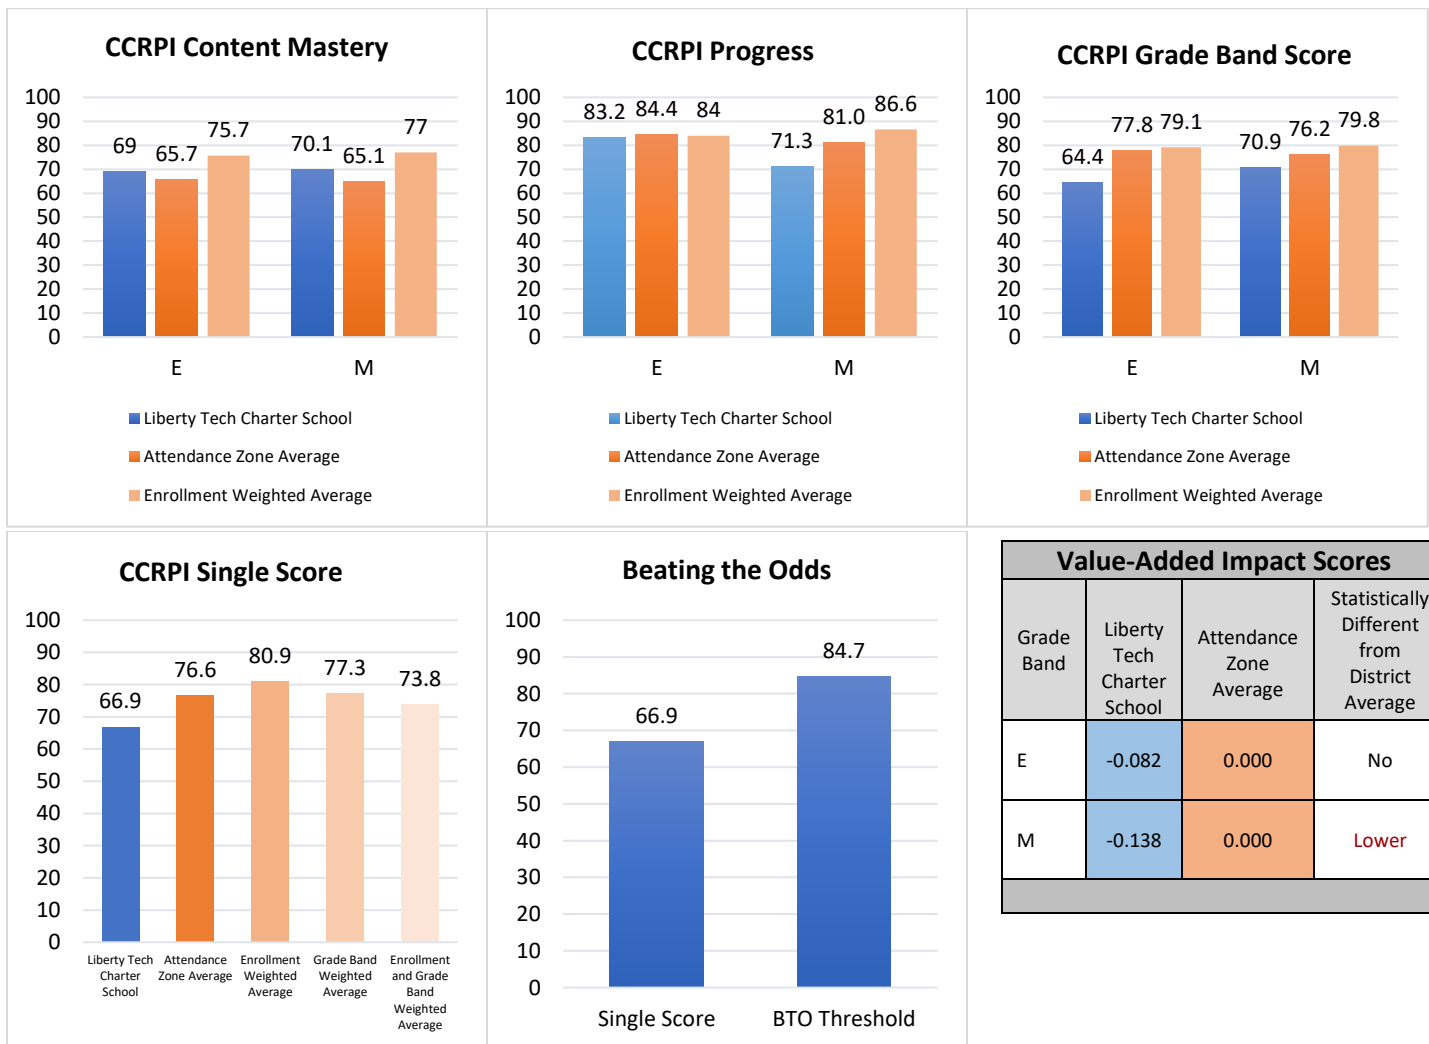 CCRPI Content Mastery
100
90
80
70
60
50
40
30
20
10
0
69
65.7
75.7
70.1
65.1
77
E
M
Liberty Tech Charter School
Attendance Zone Average
Enrollment Weighted Average
CCRPI Progress
100
90
80
70
60
50
40
30
20
10
0
83.2
84.4
84
71.3
81.0
86.6
E
M
Liberty Tech Charter School
Attendance Zone Average
Enrollment Weighted Average
CCRPI Grade Band Score
100
90
80
70
60
50
40
30
20
10
0
64.4
77.8
79.1
70.9
76.2
79.8
E
M
Liberty Tech Charter School
Attendance Zone Average
Enrollment Weighted Average
CCRPI Single Score
100
90
80
70
60
50
40
30
20
10
0
66.9
76.6
80.9
77.3
73.8
Liberty Tech
Charter
School
Attendance
Zone Average
Enrollment
Weighted
Average
Grade Band
Weighted
Average
Enrollment
and Grade
Band
Weighted
Average
Beating the Odds
100
90
80
70
60
50
40
30
20
10
0
66.9
84.7
Single Score
BTO Threshold
Value-Added Impact Scores
Grade
Band
Liberty
Tech
Charter
School
Attendance
Zone
Average
Statistically
Different
from
District
Average
E
-0.082
0.000
No
M
-0.138
0.000
Lower